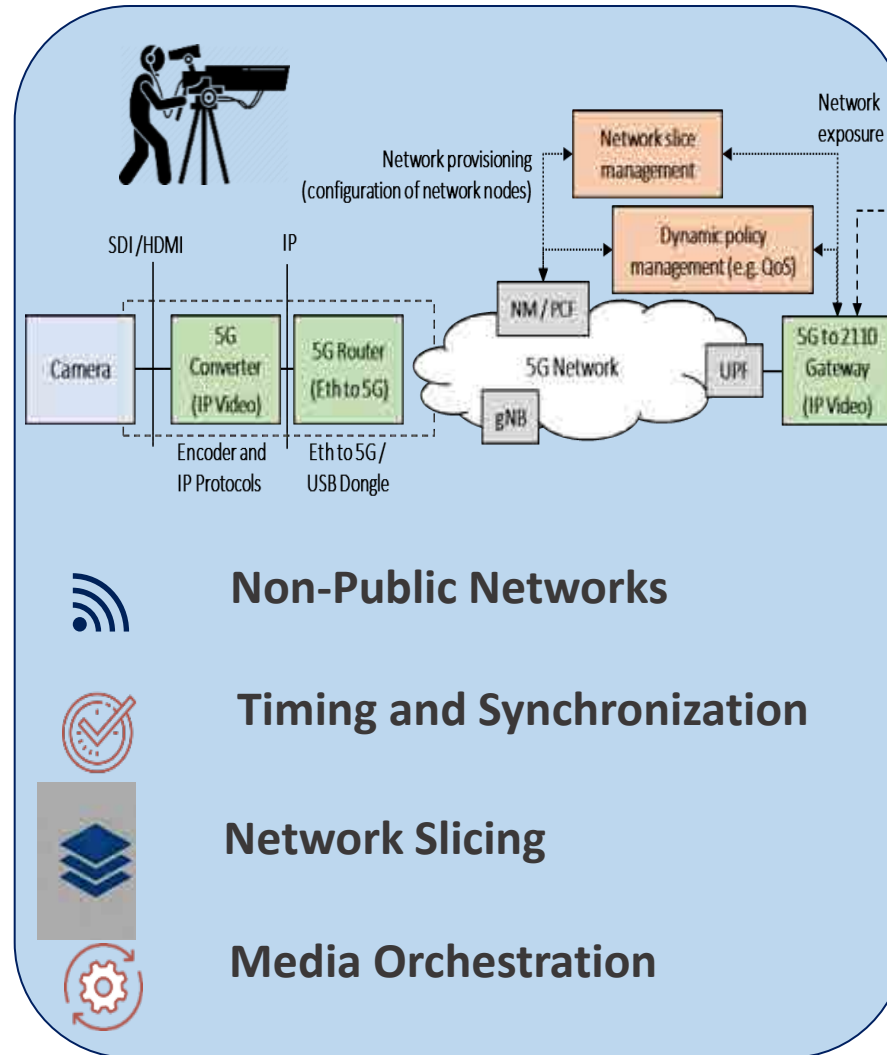 Network
exposure
Network slice
management
Network provisioning
(configuration of network nodes)
Dynamic policy
management (e.g. QoS)
SDI/HDMI
IP
NM / PCF
Camera
5G
Converter
(IP Video)
5G Router
(Eth to 5G)
5G Network
gNB
UPF
5G to 2110
Gateway
(IP Video)
Encoder and
IP Protocols
Eth to 5G /
USB Dongle
Non-Public Networks
Timing and Synchronization
Network Slicing
Media Orchestration